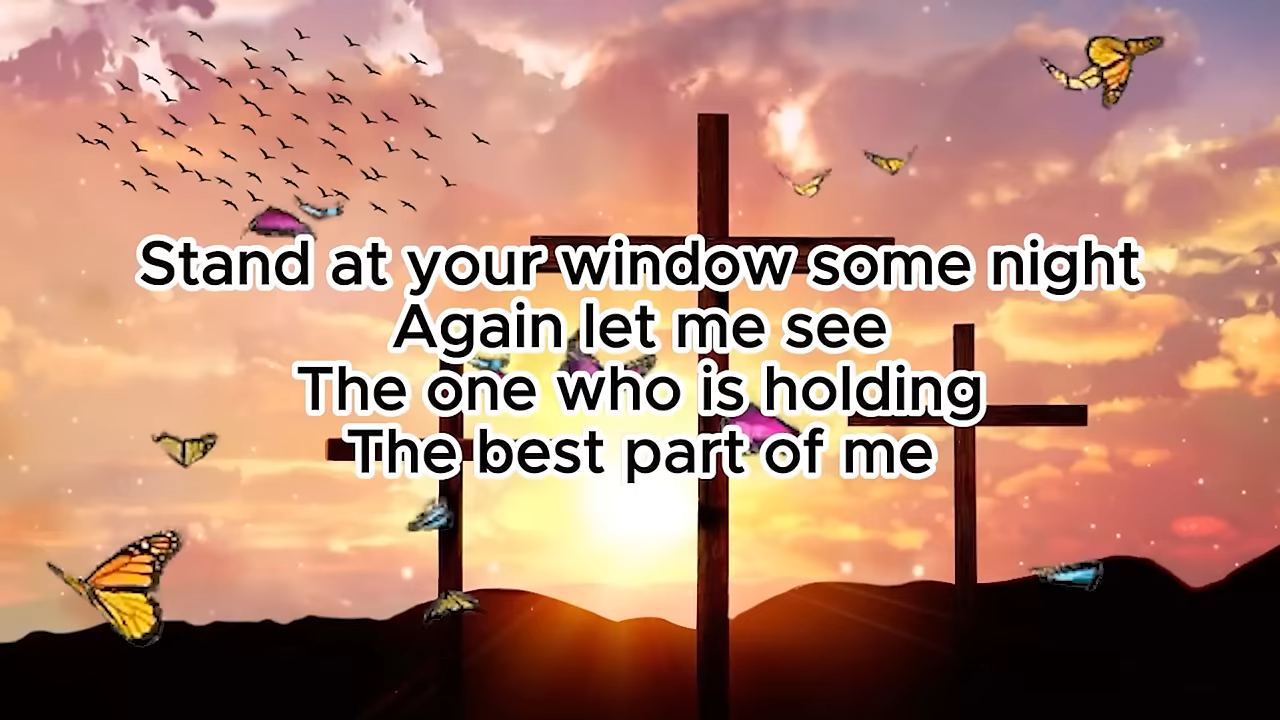 Stand at your window some night
Again let me see
The one who is holding
The best part of me